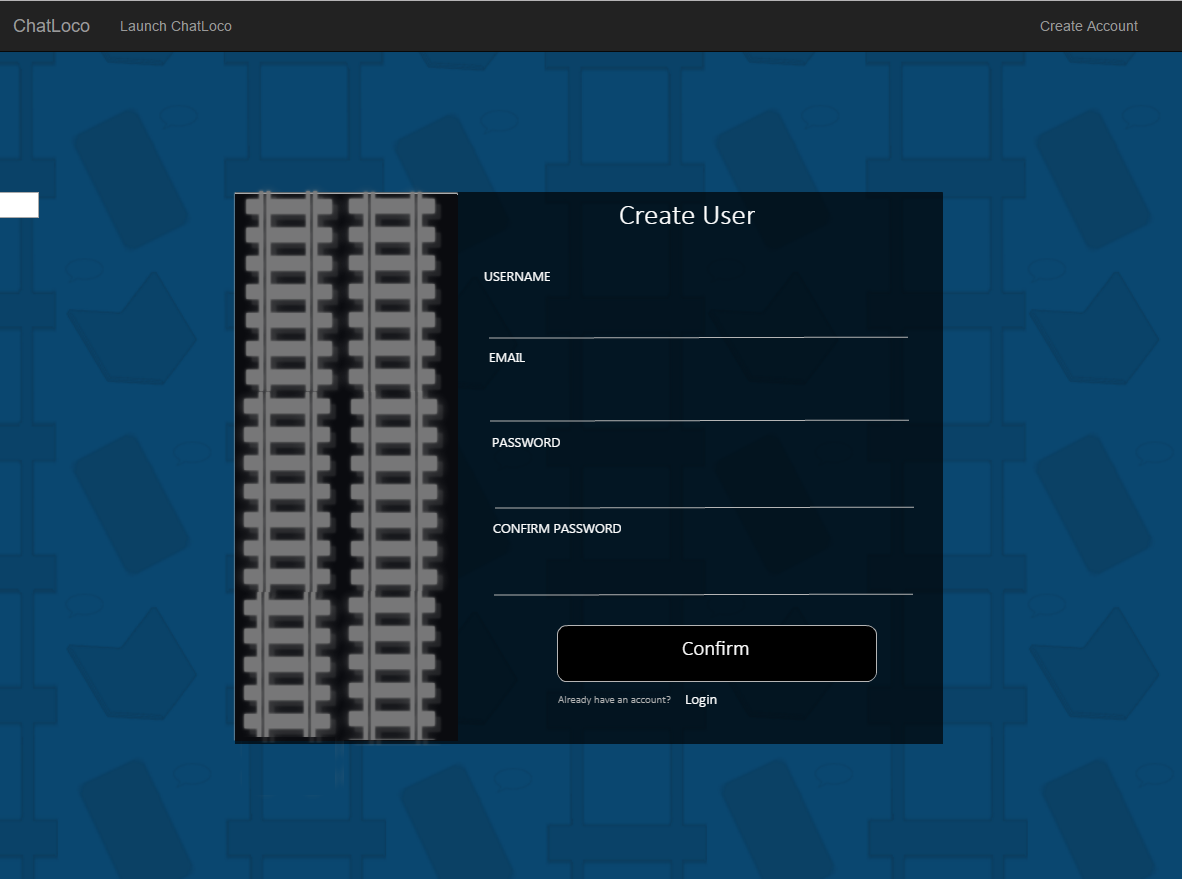 ChatLoco Launch ChatLoco Create Account
Create User
USERNAME
EMAIL
PASSWORD
CONFIRM PASSWORD
Confirm
Already have an account? Login